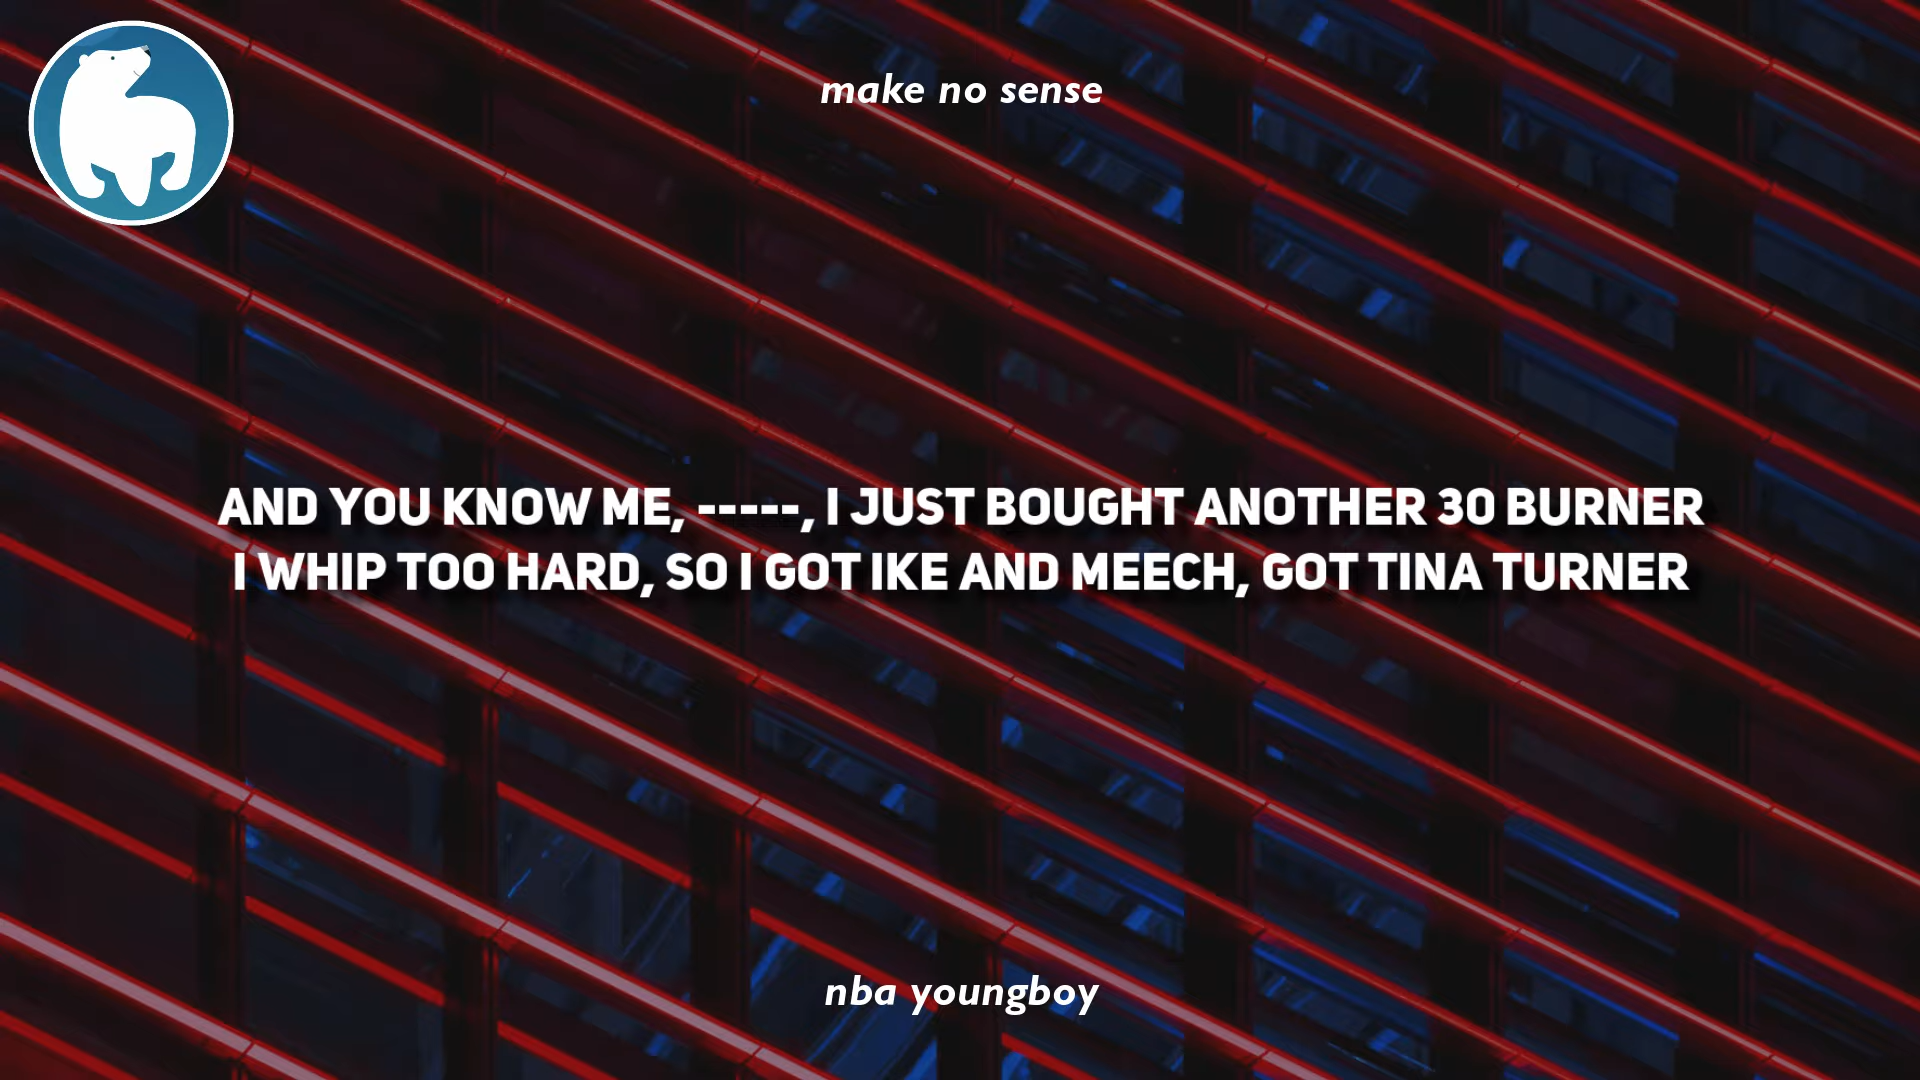 make no sense
AND YOU KNOW ME, -----, I JUST BOUGHT ANOTHER 30 BURNER
I WHIP TOO HARD, SO I GOT IKE AND MEECH, GOT TINA TURNER
nba youngboy